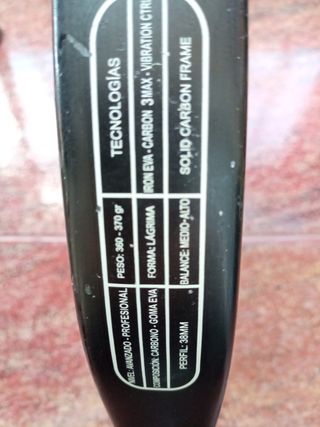 TECNOLOGÍAS
IRON EVA - CARBON 3MAX - VIBRATION CTRL
SOLID CARBON FRAME
PESO: 360 - 370 gr
FORMA: LÁGRIMA
BALANCE: MEDIO-ALTO
NIVEL: AVANZADO - PROFESIONAL
COMPOSICIÓN: CARBONO - GOMA EVA
PERFIL: 38MM